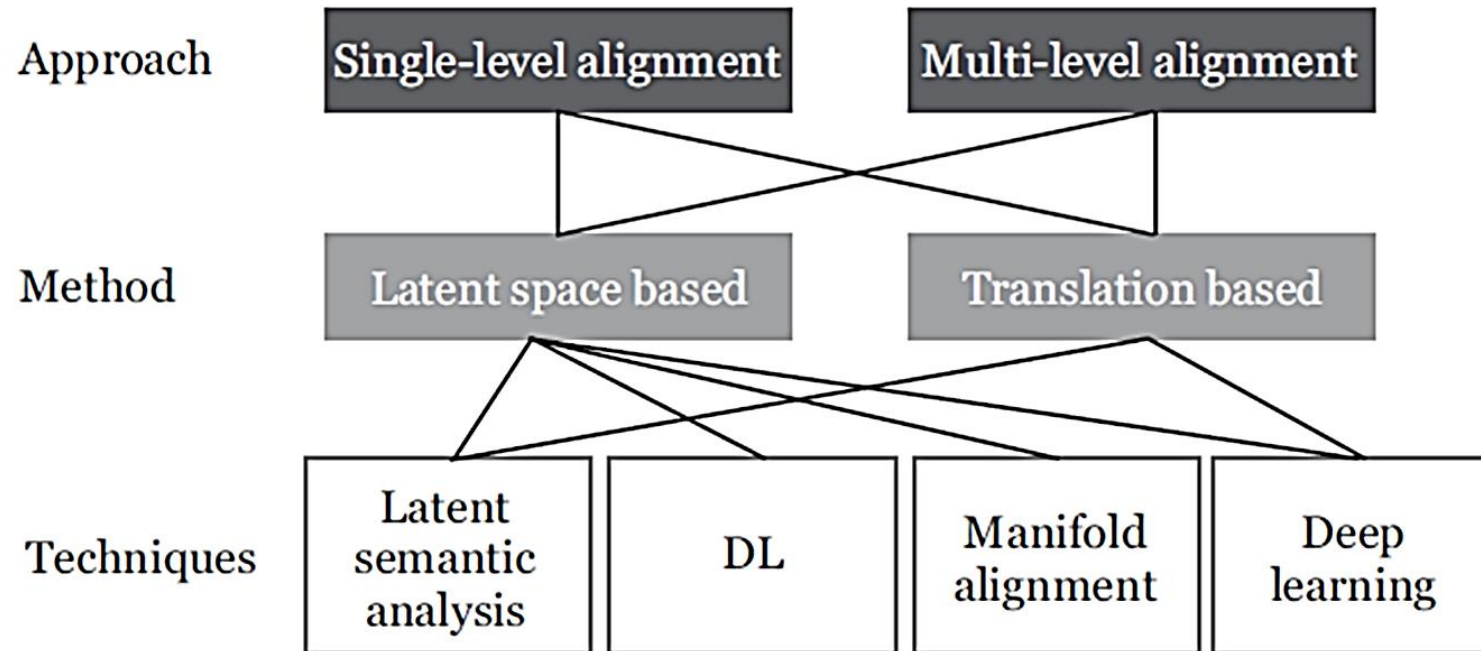 Approach
Single-level alignment
Multi-level alignment
Method
Latent space based
Translation based
Techniques
Latent
semantic
analysis
DL
Manifold
alignment
Deep
learning